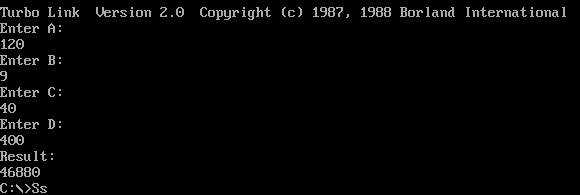 Turbo Link  Version 2.0  Copyright (c) 1987, 1988 Borland International
Enter A:
120
Enter B:
9
Enter C:
40
Enter D:
400
Result:
46880
C:\>Ss